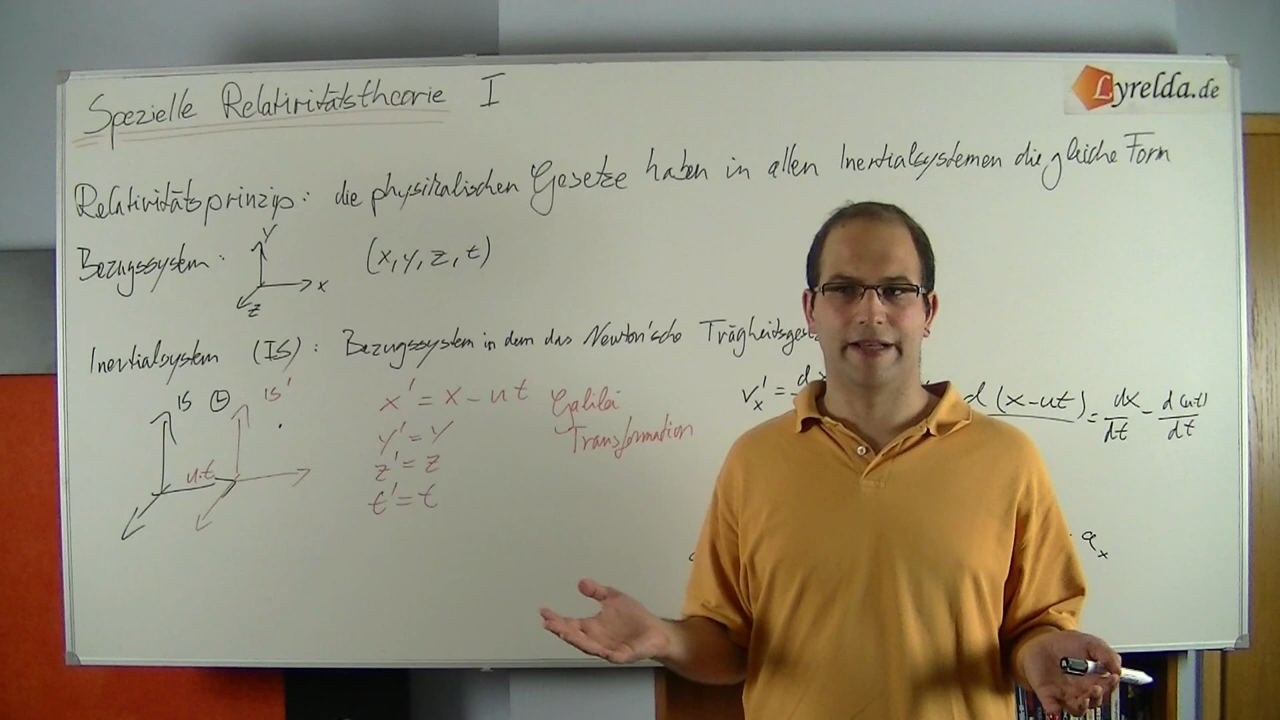 Spezielle Relativitätstheorie I
Lyrelda.de
Relativitätsprinzip: die physikalischen Gesetze haben in allen Inertialsystemen die gleiche Form
Bezugssystem:
y
x
z
(x, y, z, t)
Inertialsystem (IS): Bezugssystem in dem das Newton'sche
IS
IS'
u·t
x' = x - ut
y' = y
z' = z
t' = t
Galilei
Transformation
v'x =
d(x-ut) = dx/dt - d(ut)/dt
ax